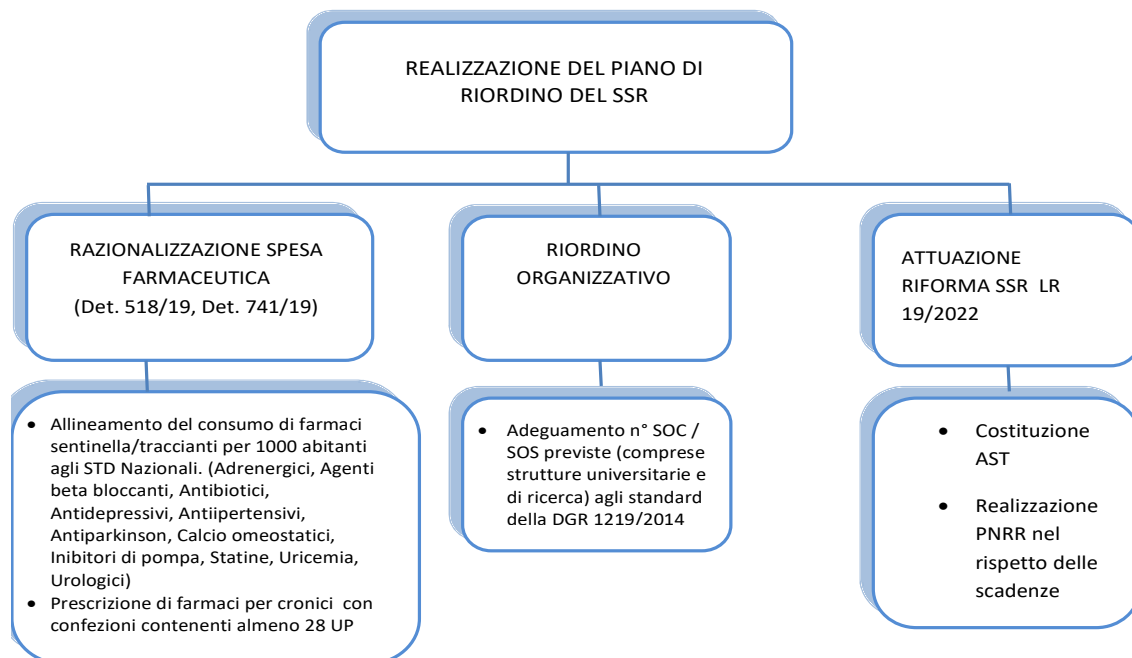 REALIZZAZIONE DEL PIANO DI
RIORDINO DEL SSR
RAZIONALIZZAZIONE SPESA
FARMACEUTICA
(Det. 518/19, Det. 741/19)
RIORDINO
ORGANIZZATIVO
ATTUAZIONE
RIFORMA SSR LR
19/2022
• Allineamento del consumo di farmaci
sentinella/traccianti per 1000 abitanti
agli STD Nazionali. (Adrenergici, Agenti
beta bloccanti, Antibiotici,
Antidepressivi, Antiipertensivi,
Antiparkinson, Calcio omeostatici,
Inibitori di pompa, Statine, Uricemia,
Urologici)
• Prescrizione di farmaci per cronici con
confezioni contenenti almeno 28 UP
• Adeguamento n° SOC /
SOS previste (comprese
strutture universitarie e
di ricerca) agli standard
della DGR 1219/2014
• Costituzione
AST
• Realizzazione
PNRR nel
rispetto delle
scadenze